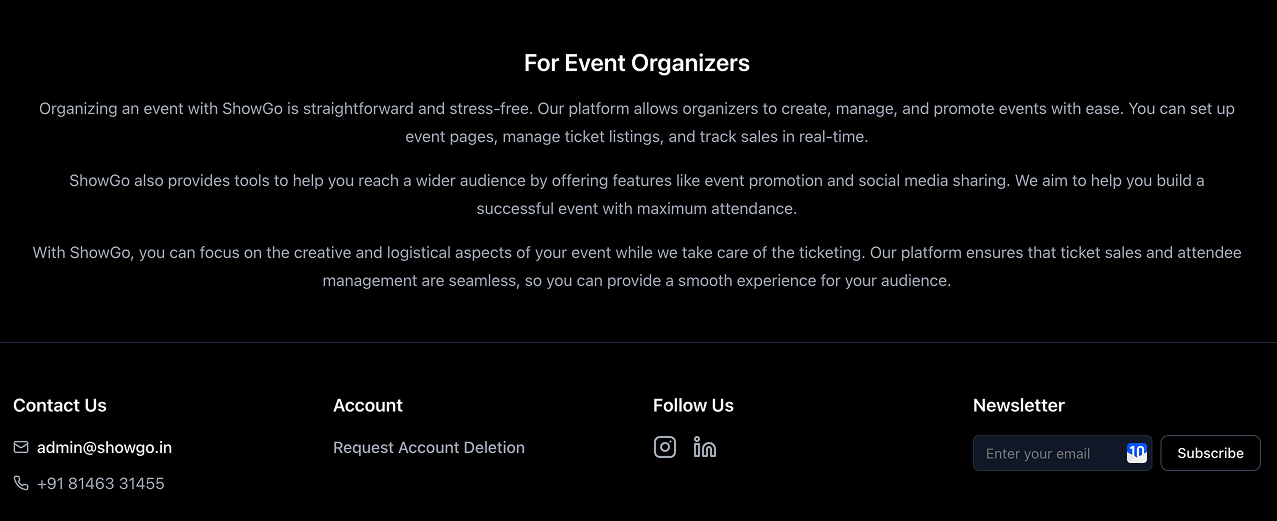 For Event Organizers
Organizing an event with ShowGo is straightforward and stress-free. Our platform allows organizers to create, manage, and promote events with ease. You can set up
event pages, manage ticket listings, and track sales in real-time.
ShowGo also provides tools to help you reach a wider audience by offering features like event promotion and social media sharing. We aim to help you build a
successful event with maximum attendance.
With ShowGo, you can focus on the creative and logistical aspects of your event while we take care of the ticketing. Our platform ensures that ticket sales and attendee
management are seamless, so you can provide a smooth experience for your audience.
Contact Us
admin@showgo.in
+91 81463 31455
Account
Request Account Deletion
Follow Us
Newsletter
Enter your email
10
Subscribe